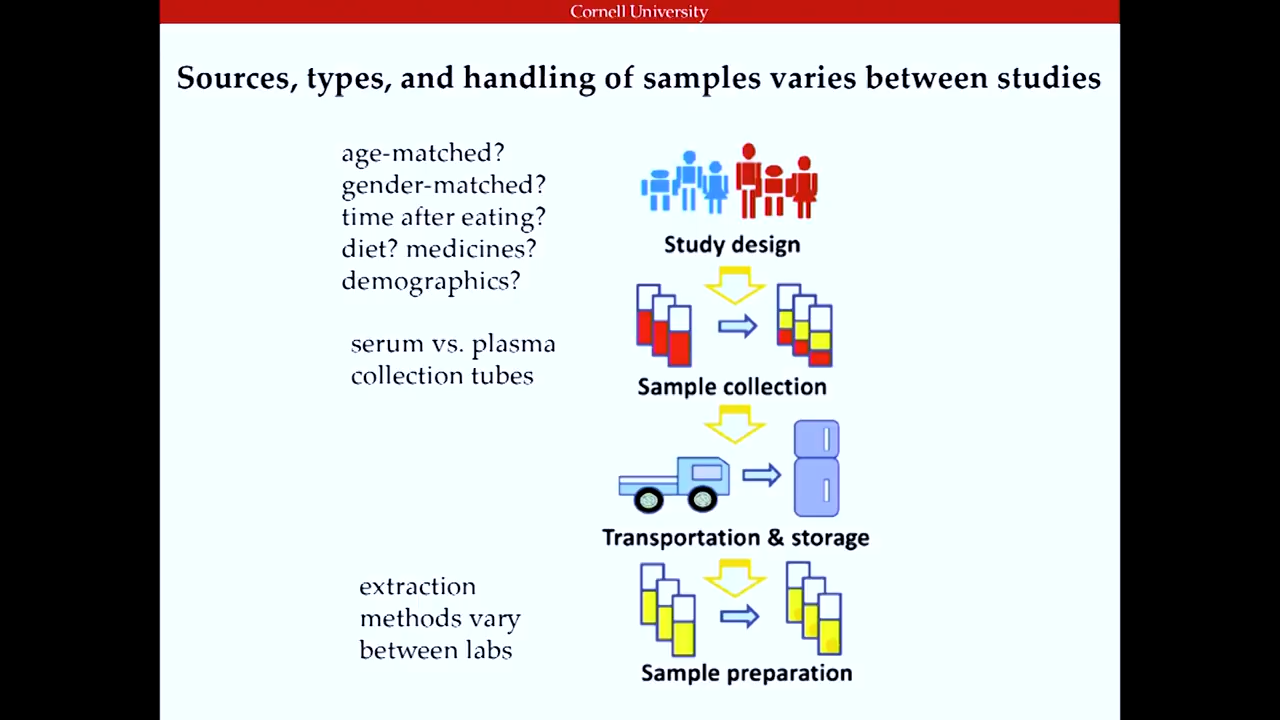 Cornell University
Sources, types, and handling of samples varies between studies
age-matched?
gender-matched?
time after eating?
diet? medicines?
demographics?
Study design
serum vs. plasma
collection tubes
Sample collection
Transportation & storage
extraction
methods vary
between labs
Sample preparation